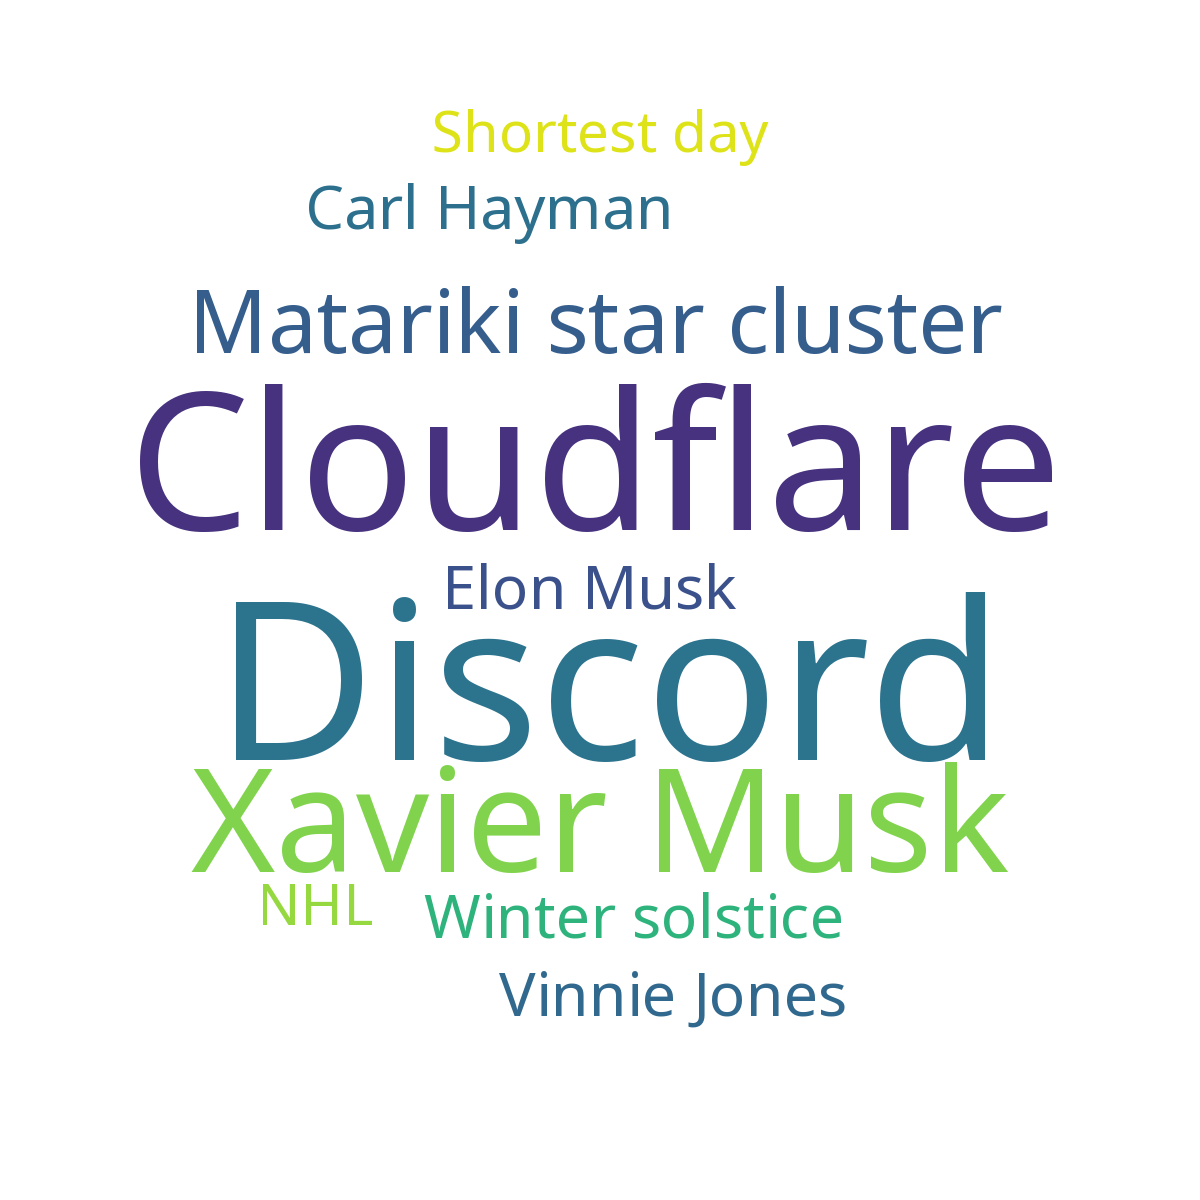 Shortest day
Carl Hayman
Matariki star cluster
Cloudflare
Elon Musk
Discord
Xavier Musk
NHL
Winter solstice
Vinnie Jones